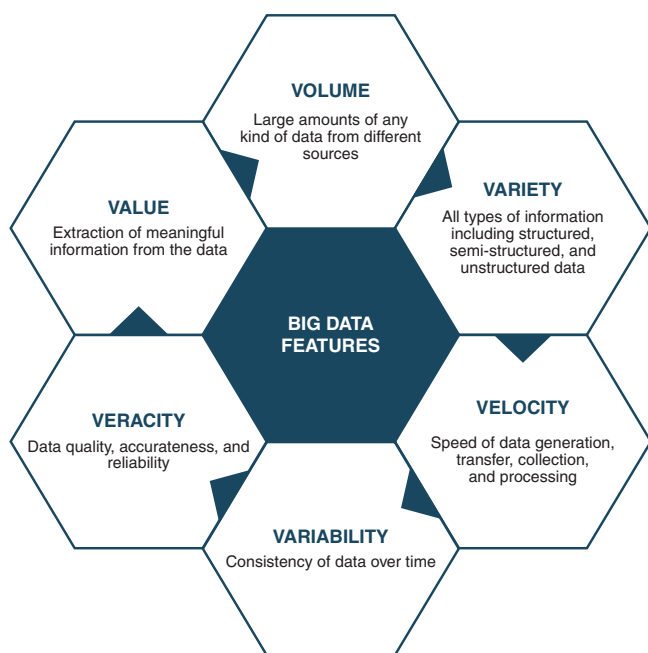 VOLUME
Large amounts of any
kind of data from different
sources
VARIETY
All types of information
including structured,
semi-structured, and
unstructured data
VALUE
Extraction of meaningful
information from the data
BIG DATA
FEATURES
VELOCITY
Speed of data generation,
transfer, collection,
and processing
VERACITY
Data quality, accurateness, and
reliability
VARIABILITY
Consistency of data over time